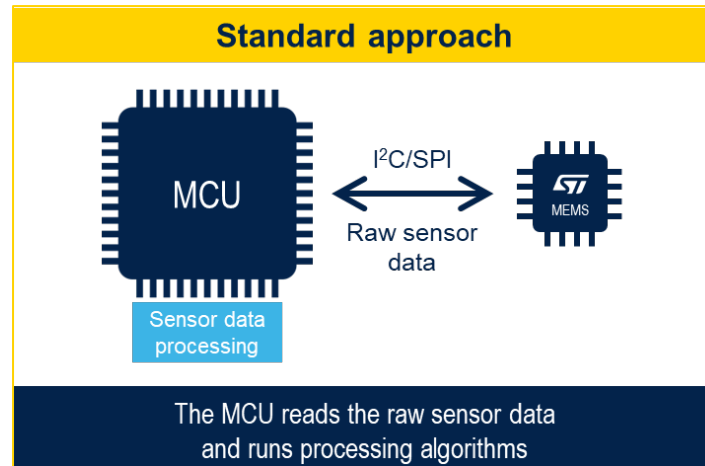 Standard approach
MCU
I²C/SPI
Raw sensor
data
ST
MEMS
Sensor data
processing
The MCU reads the raw sensor data
and runs processing algorithms